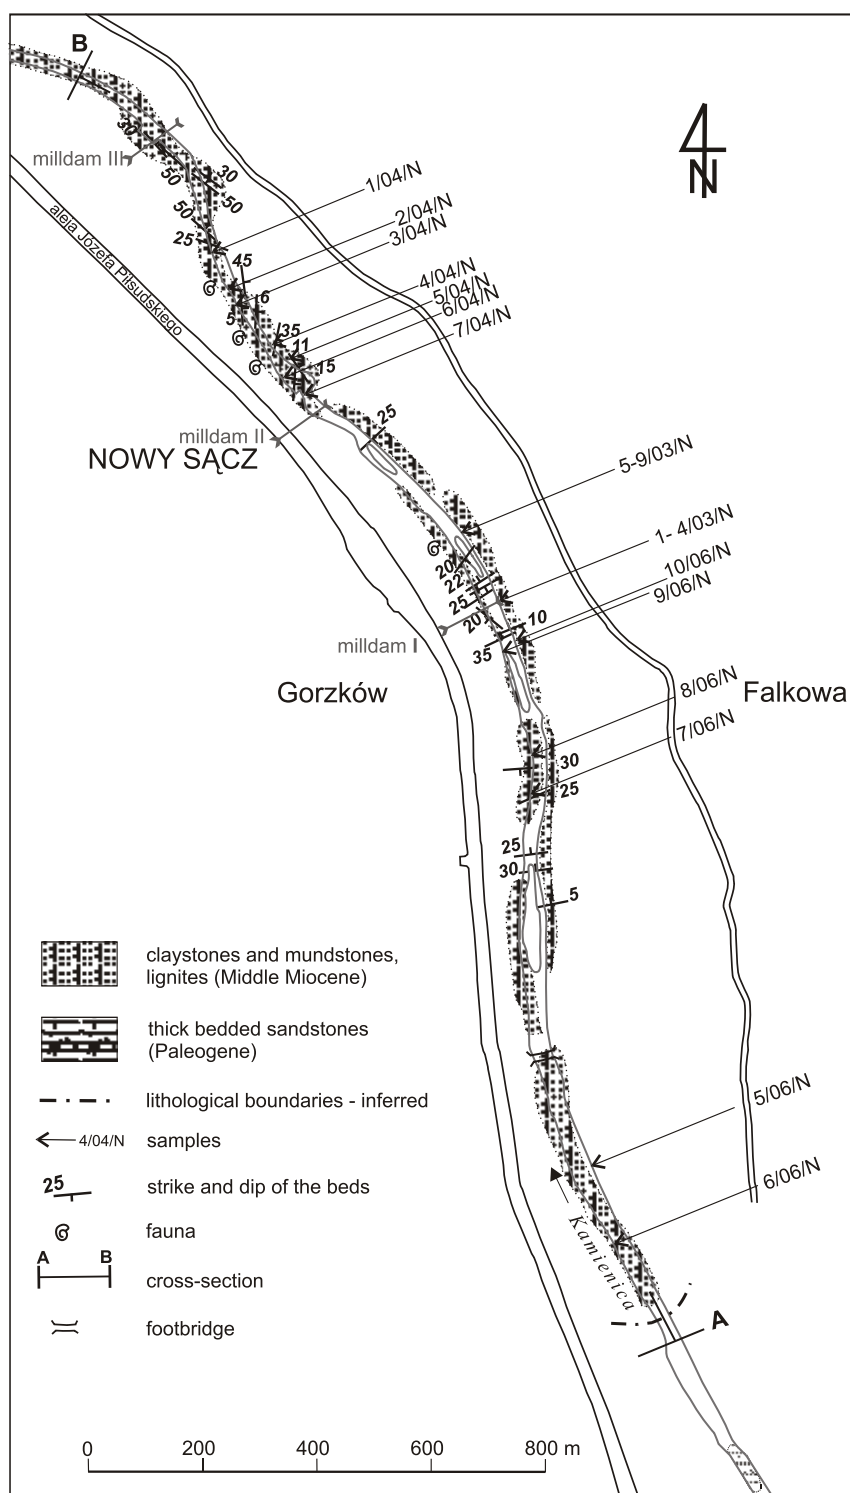 B
N
30
milldam III
50
30
50
1/04/N
50
2/04/N
25
3/04/N
aleja Józefa Piłsudskiego
45
4/04/N
6
5/04/N
5
6/04/N
35
7/04/N
11
15
25
milldam II
NOWY SĄCZ
5-9/03/N
1- 4/03/N
20
22
10/06/N
25
9/06/N
20
10
milldam I
35
Gorzków
8/06/N
Falkowa
7/06/N
30
25
25
30
5
claystones and mundstones,
lignites (Middle Miocene)
thick bedded sandstones
(Paleogene)
lithological boundaries - inferred
5/06/N
4/04/N samples
6/06/N
25 strike and dip of the beds
Kamienica
fauna
A B
cross-section
A
footbridge
0 200 400 600 800 m